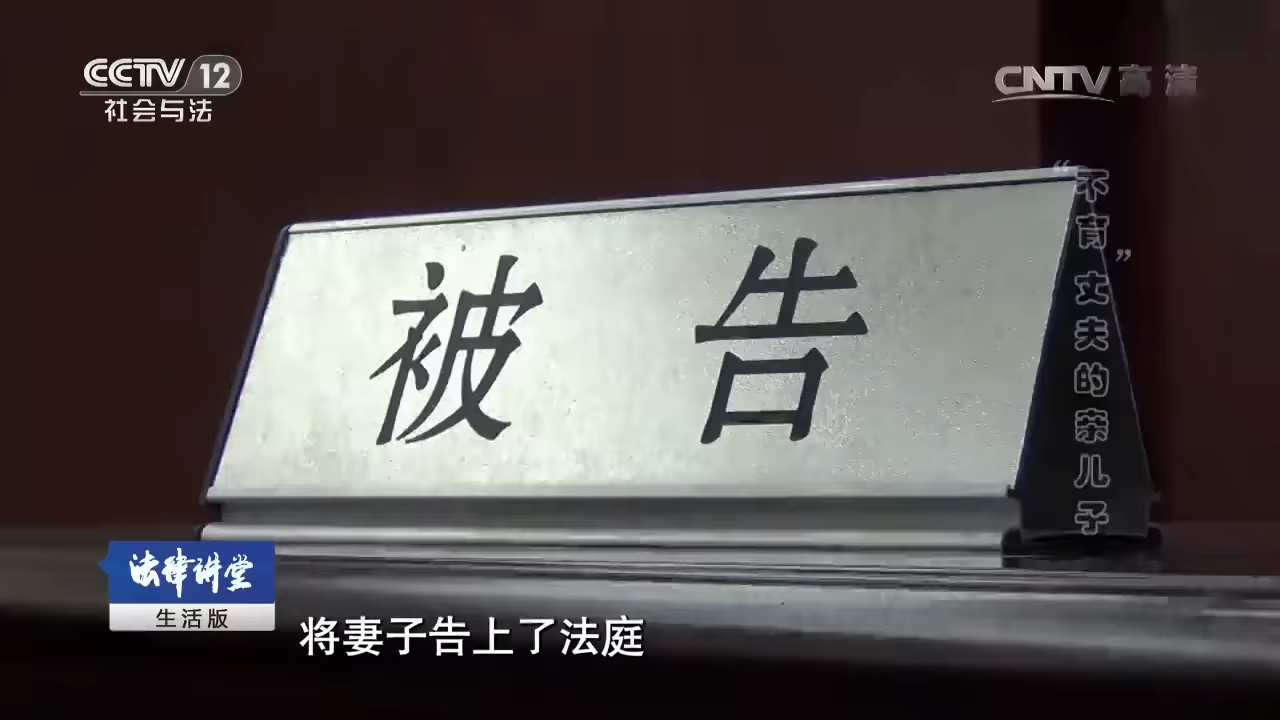 CCTV 12
社会与法
CNTV 高清
“不育”丈夫的亲儿子
被告
法律讲堂
生活版
将妻子告上了法庭